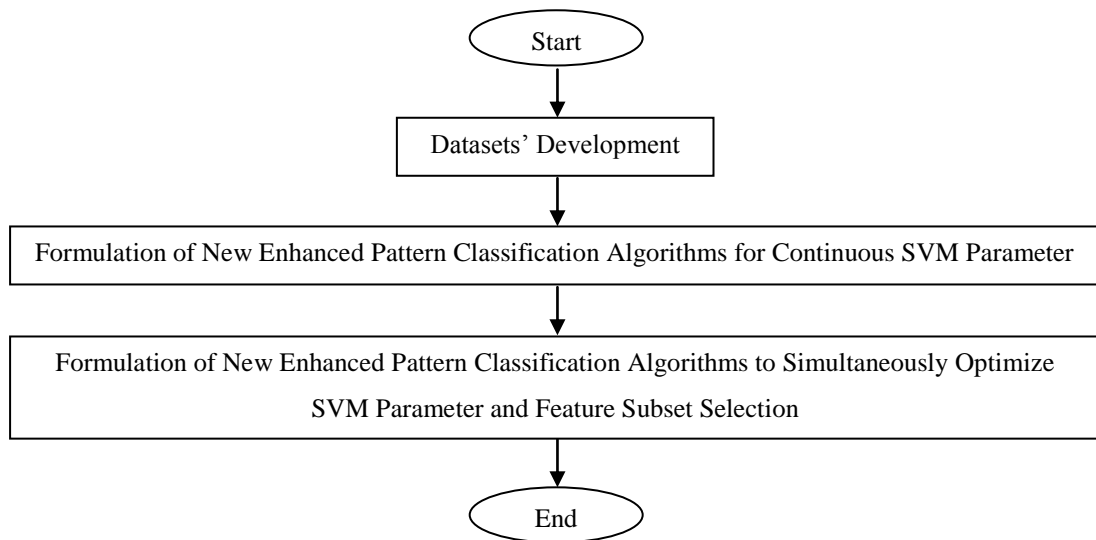 Start
Datasets’ Development
Formulation of New Enhanced Pattern Classification Algorithms for Continuous SVM Parameter
Formulation of New Enhanced Pattern Classification Algorithms to Simultaneously Optimize
SVM Parameter and Feature Subset Selection
End